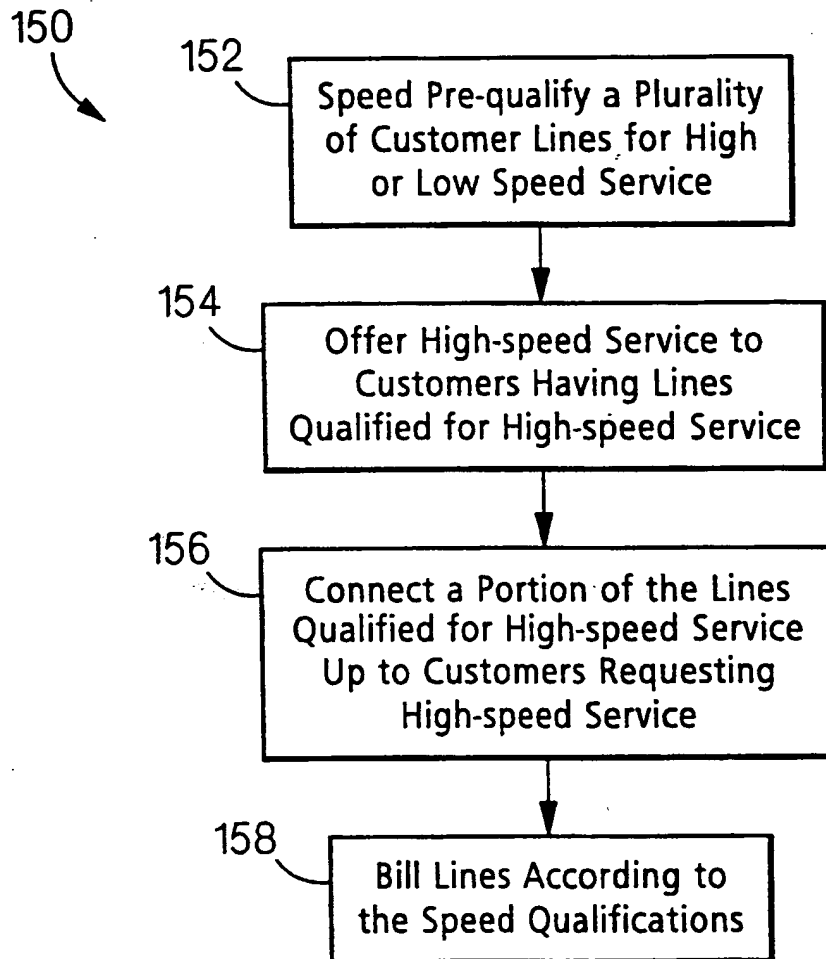 150
152
Speed Pre-qualify a Plurality
of Customer Lines for High
or Low Speed Service
154
Offer High-speed Service to
Customers Having Lines
Qualified for High-speed Service
156
Connect a Portion of the Lines
Qualified for High-speed Service
Up to Customers Requesting
High-speed Service
158
Bill Lines According to
the Speed Qualifications